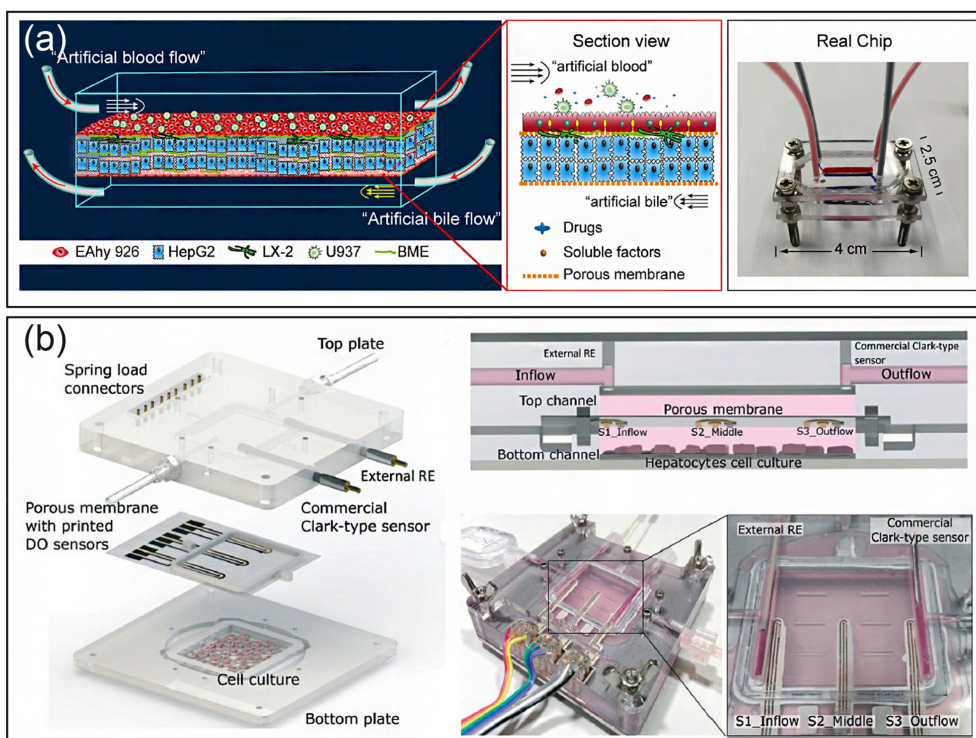 (a)
"Artificial blood flow"
"Artificial bile flow"
EAhy 926 HepG2 LX-2 U937 BME
Section view
"artificial blood"
"artificial bile"
Drugs
Soluble factors
Porous membrane
Real Chip
2.5 cm
4 cm
(b)
Top plate
Spring load
connectors
External RE
Porous membrane
with printed
DO sensors
Commercial
Clark-type sensor
Cell culture
Bottom plate
External RE
Commercial Clark-type
sensor
Inflow
Outflow
Top channel
Porous membrane
S1_Inflow S2_Middle S3_Outflow
Bottom channel
Hepatocytes cell culture
External RE
Commercial
Clark-type sensor
S1_Inflow S2_Middle S3_Outflow